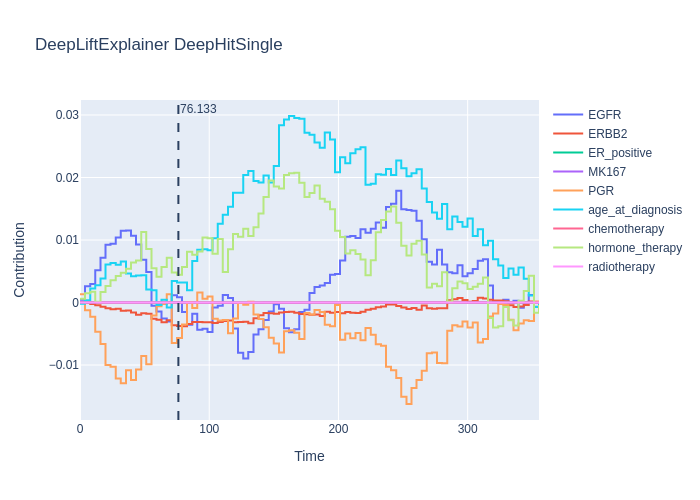 DeepLiftExplainer DeepHitSingle
76.133
0.03
0.02
0.01
0
−0.01
Contribution
0
100
200
300
Time
EGFR
ERBB2
ER_positive
MK167
PGR
age_at_diagnosis
chemotherapy
hormone_therapy
radiotherapy